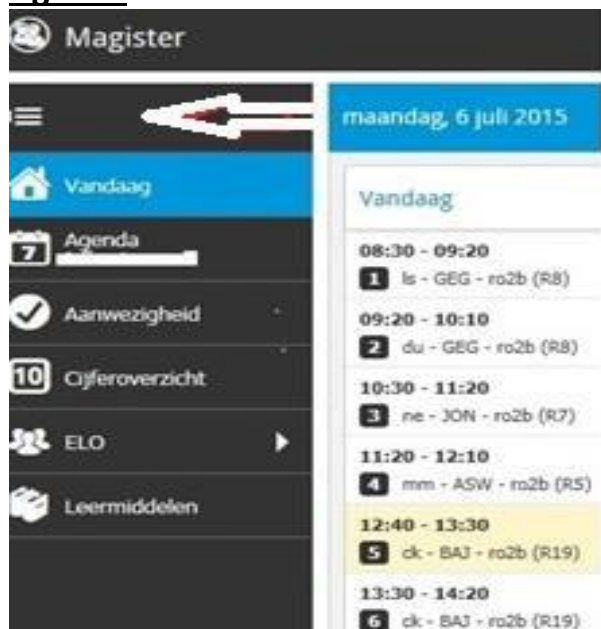 Magister
Vandaag
7 Agenda
Aanwezigheid
10 Cijferoverzicht
ELO
Leermiddelen
maandag, 6 juli 2015
Vandaag
08:30 - 09:20
1 ls - GEG - ro2b (R8)
09:20 - 10:10
2 du - GEG - ro2b (R8)
10:30 - 11:20
3 ne - JON - ro2b (R7)
11:20 - 12:10
4 mm - ASW - ro2b (R5)
12:40 - 13:30
5 ck - BAJ - ro2b (R19)
13:30 - 14:20
6 ck - BAJ - ro2b (R19)